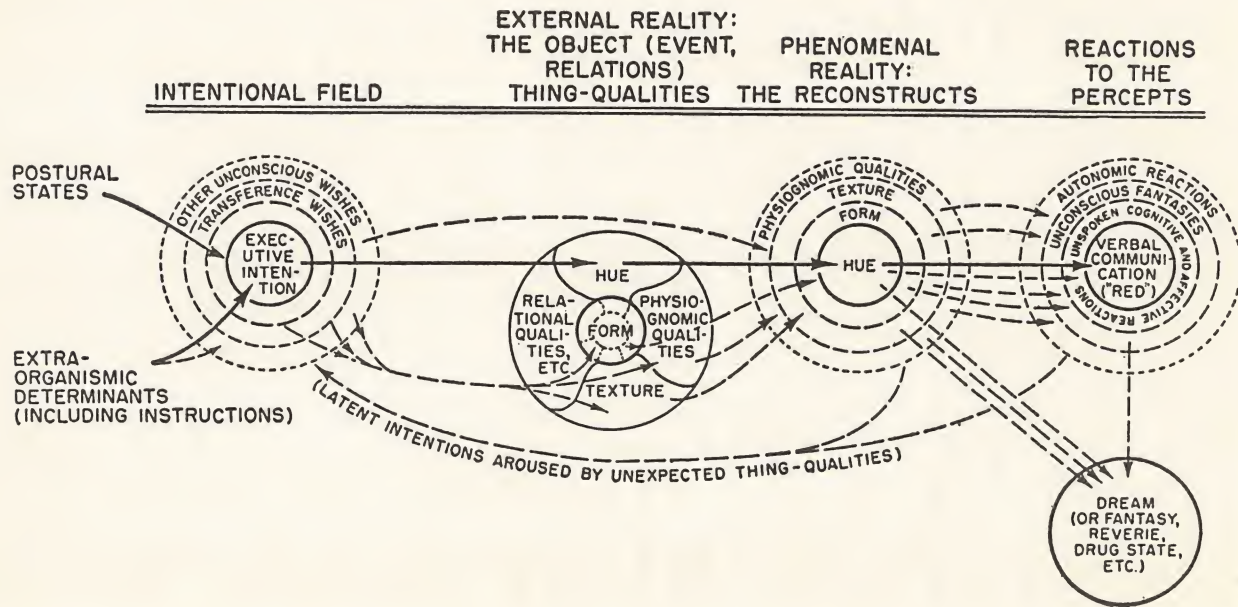 INTENTIONAL FIELD
EXTERNAL REALITY:
THE OBJECT (EVENT,
RELATIONS)
THING-QUALITIES
PHENOMENAL
REALITY:
THE RECONSTRUCTS
REACTIONS
TO THE
PERCEPTS
POSTURAL
STATES
EXTRA-
ORGANISMIC
DETERMINANTS
(INCLUDING INSTRUCTIONS)
OTHER UNCONSCIOUS WISHES
TRANSFERENCE WISHES
EXEC-
UTIVE
INTEN-
TION
HUE
RELA-
TIONAL
QUALI-
TIES,
ETC.
FORM
PHYSIO-
GNOMIC
QUALI-
TIES
TEXTURE
PHYSIOGNOMIC QUALITIES
TEXTURE
FORM
HUE
AUTONOMIC REACTIONS
UNCONSCIOUS FANTASIES
UNSPOKEN COGNITIVE AND AFFECTIVE REACTIONS
VERBAL
COMMUNI-
CATION
("RED")
(LATENT INTENTIONS AROUSED BY UNEXPECTED THING-QUALITIES)
DREAM
(OR FANTASY,
REVERIE,
DRUG STATE,
ETC.)